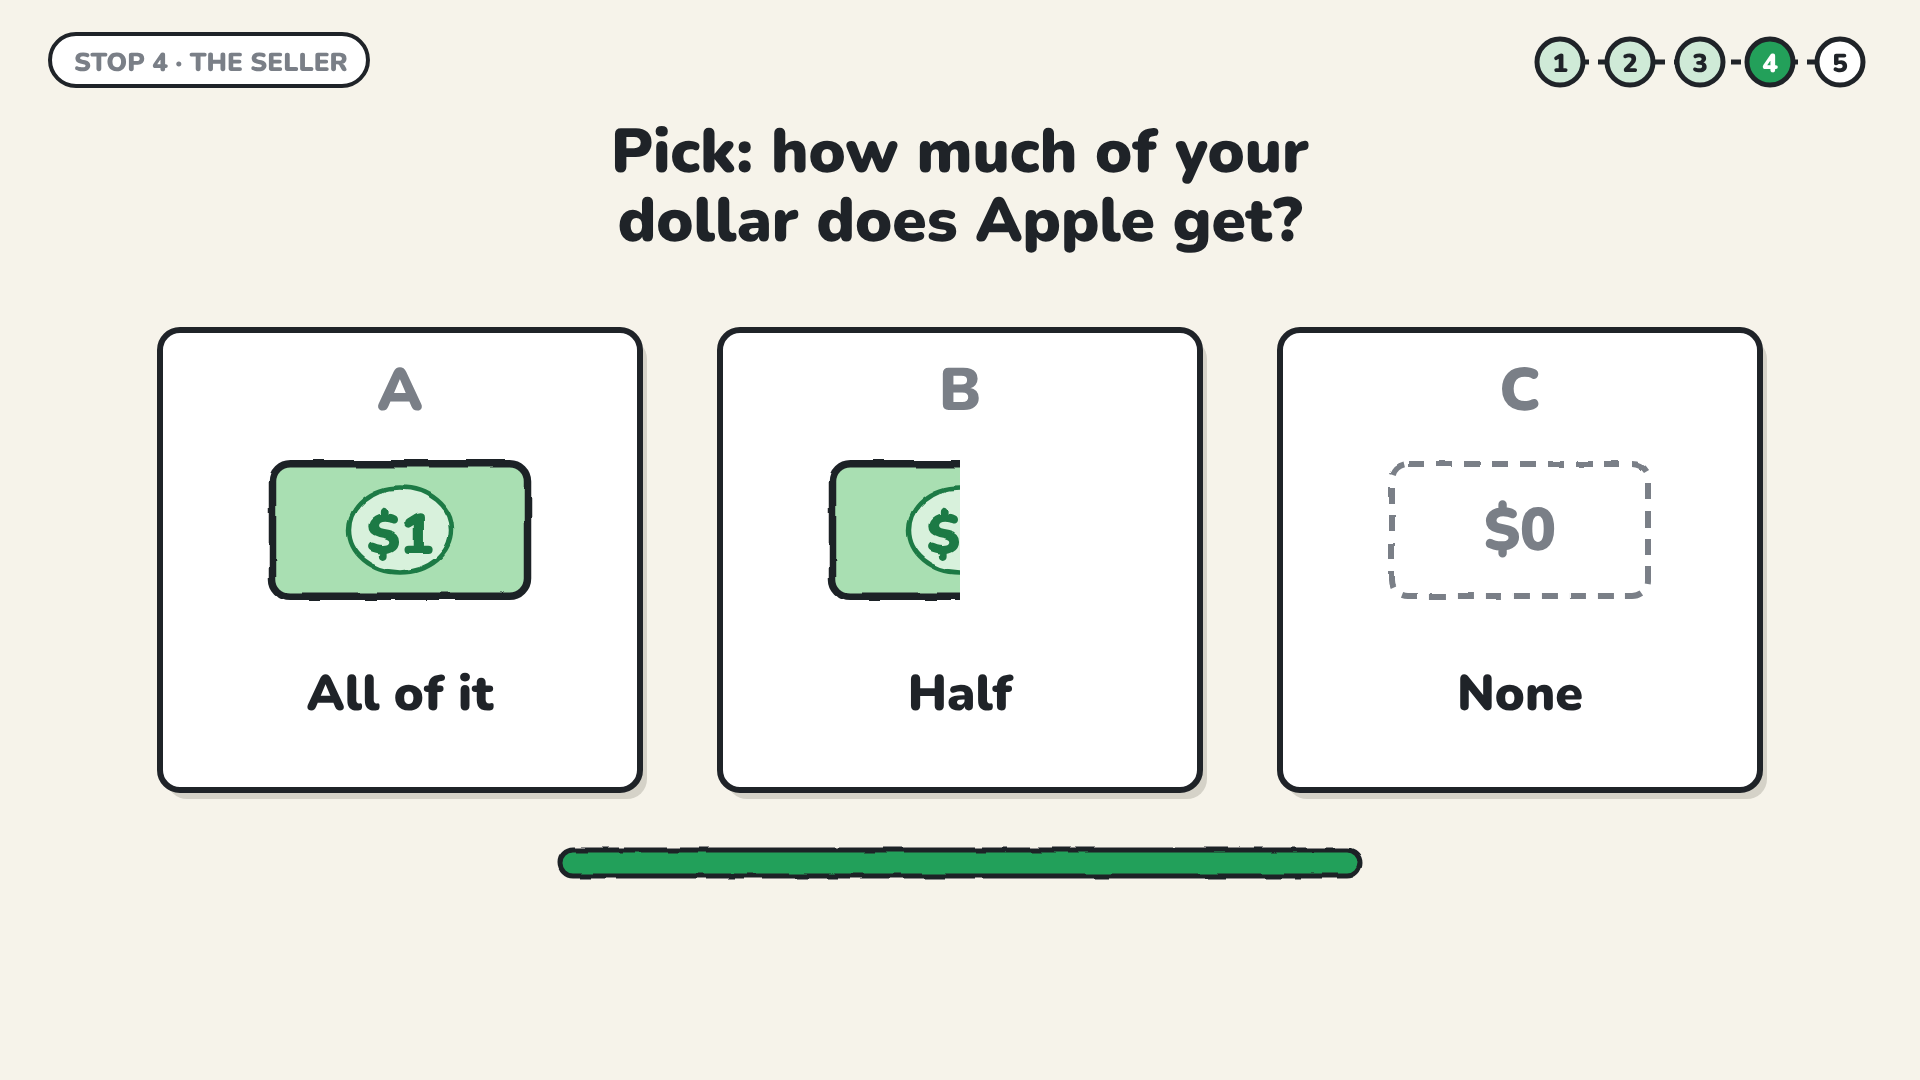 STOP 4 · THE SELLER
1 2 3 4 5
Pick: how much of your
dollar does Apple get?
A
$1
All of it
B
$
Half
C
$0
None